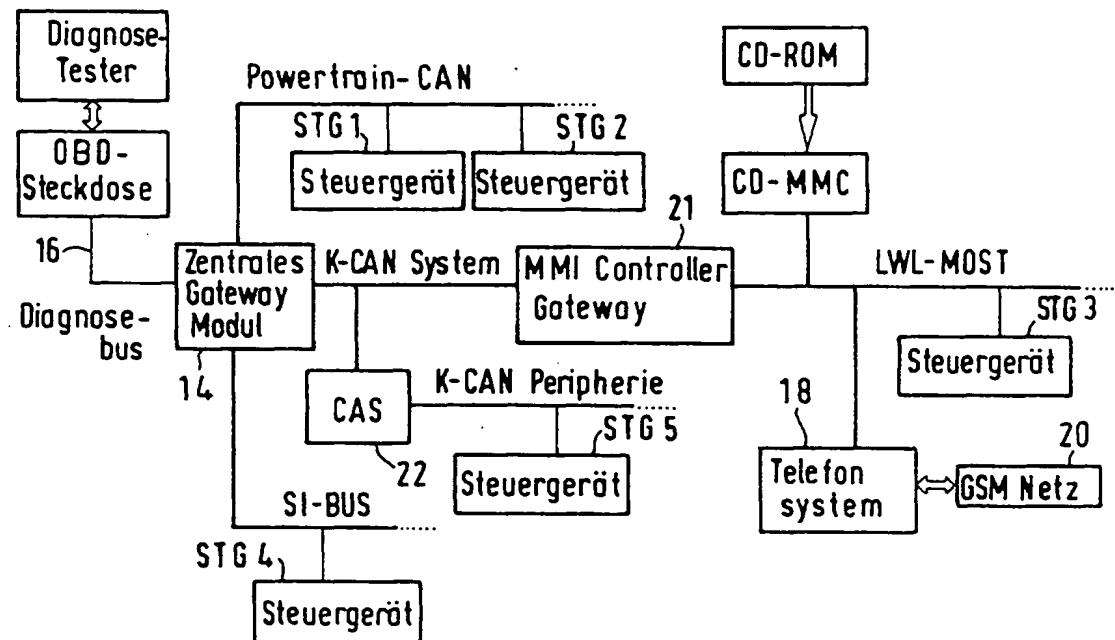 Diagnose-
Tester
OBD-
Steckdose
16
Diagnose-
bus
Powertrain-CAN
STG 1
Steuergerät
STG 2
Steuergerät
CD-ROM
CD-MMC
Zentrales
Gateway
Modul
14
K-CAN System
21
MMI Controller
Gateway
LWL-MOST
STG 3
Steuergerät
CAS
22
K-CAN Peripherie
STG 5
Steuergerät
18
Telefon
system
20
GSM Netz
SI-BUS
STG 4
Steuergerät